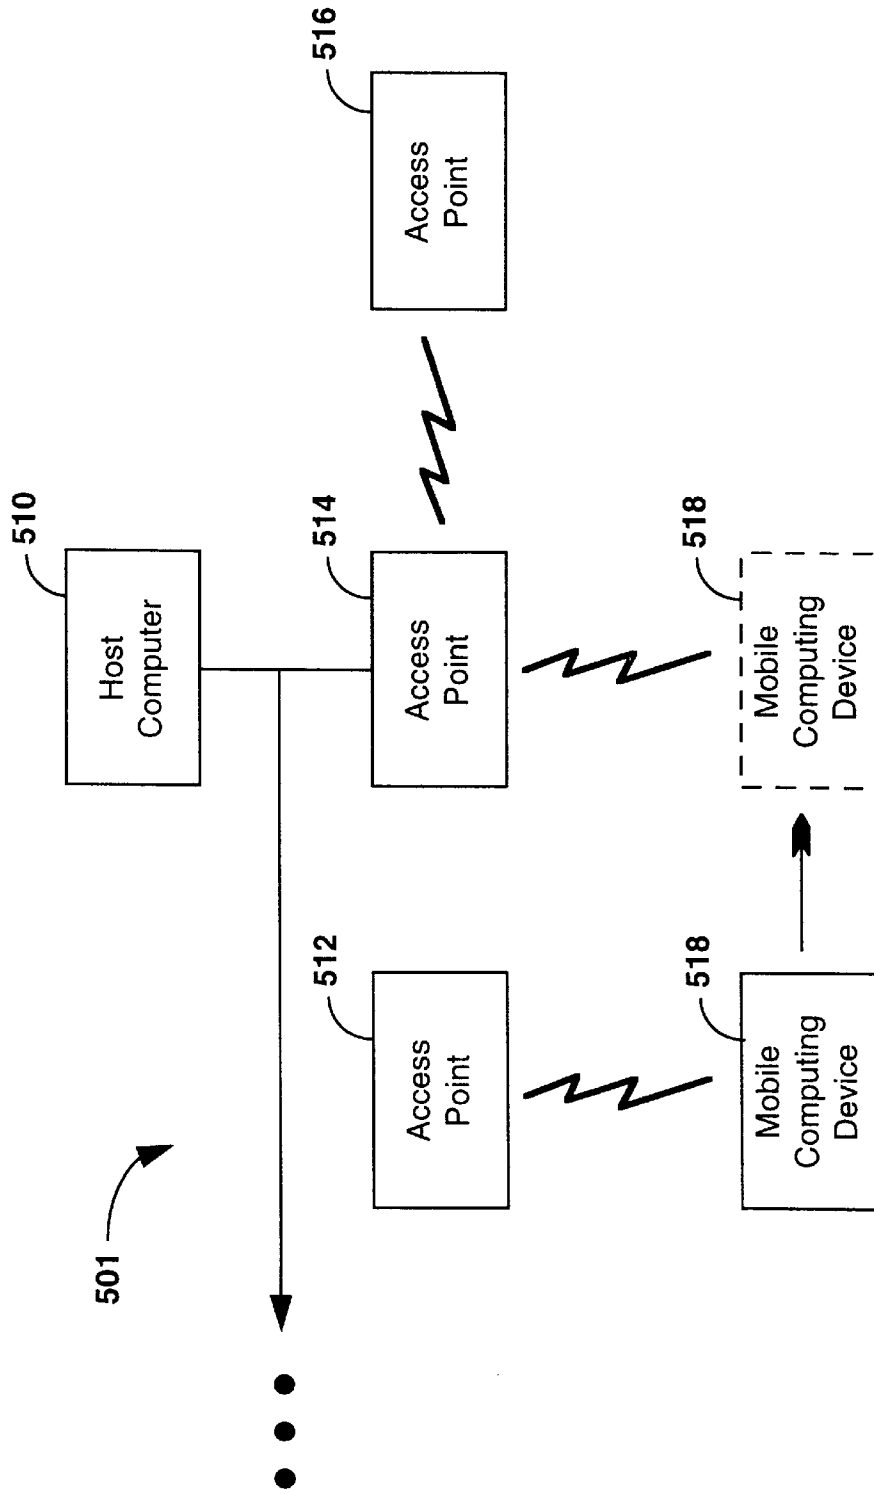 510
Host
Computer
501
512
Access
Point
514
Access
Point
516
Access
Point
518
Mobile
Computing
Device
518
Mobile
Computing
Device